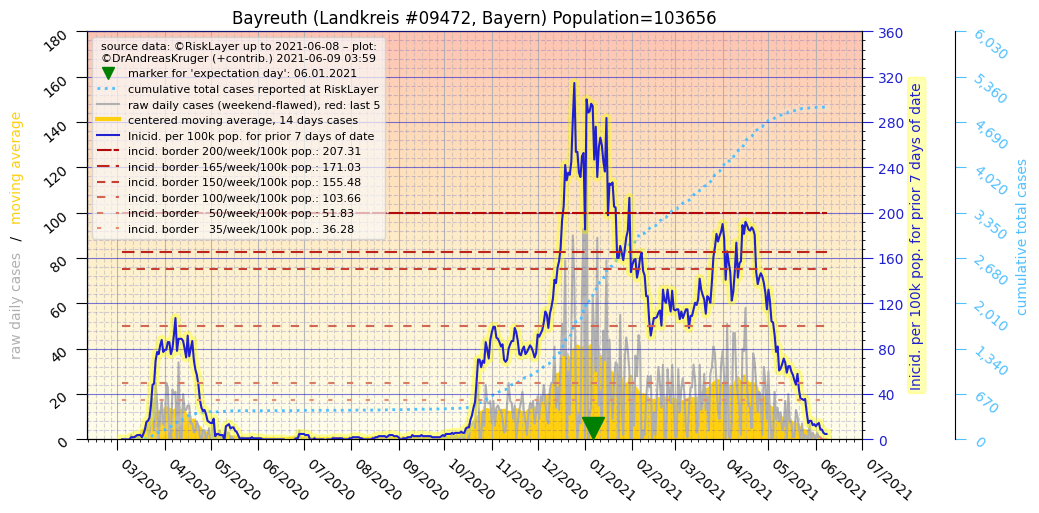 Bayreuth (Landkreis #09472, Bayern) Population=103656
source data: ©RiskLayer up to 2021-06-08 – plot:
©DrAndreasKruger (+contrib.) 2021-06-09 03:59
marker for 'expectation day': 06.01.2021
cumulative total cases reported at RiskLayer
raw daily cases (weekend-flawed), red: last 5
centered moving average, 14 days cases
Inicid. per 100k pop. for prior 7 days of date
incid. border 200/week/100k pop.: 207.31
incid. border 165/week/100k pop.: 171.03
incid. border 150/week/100k pop.: 155.48
incid. border 100/week/100k pop.: 103.66
incid. border   50/week/100k pop.: 51.83
incid. border   35/week/100k pop.: 36.28
raw daily cases / moving average
180
160
140
120
100
80
60
40
20
0
360
320
280
240
200
160
120
80
40
0
Inicid. per 100k pop. for prior 7 days of date
6,030
5,360
4,690
4,020
3,350
2,680
2,010
1,340
670
0
cumulative total cases
03/2020
04/2020
05/2020
06/2020
07/2020
08/2020
09/2020
10/2020
11/2020
12/2020
01/2021
02/2021
03/2021
04/2021
05/2021
06/2021
07/2021